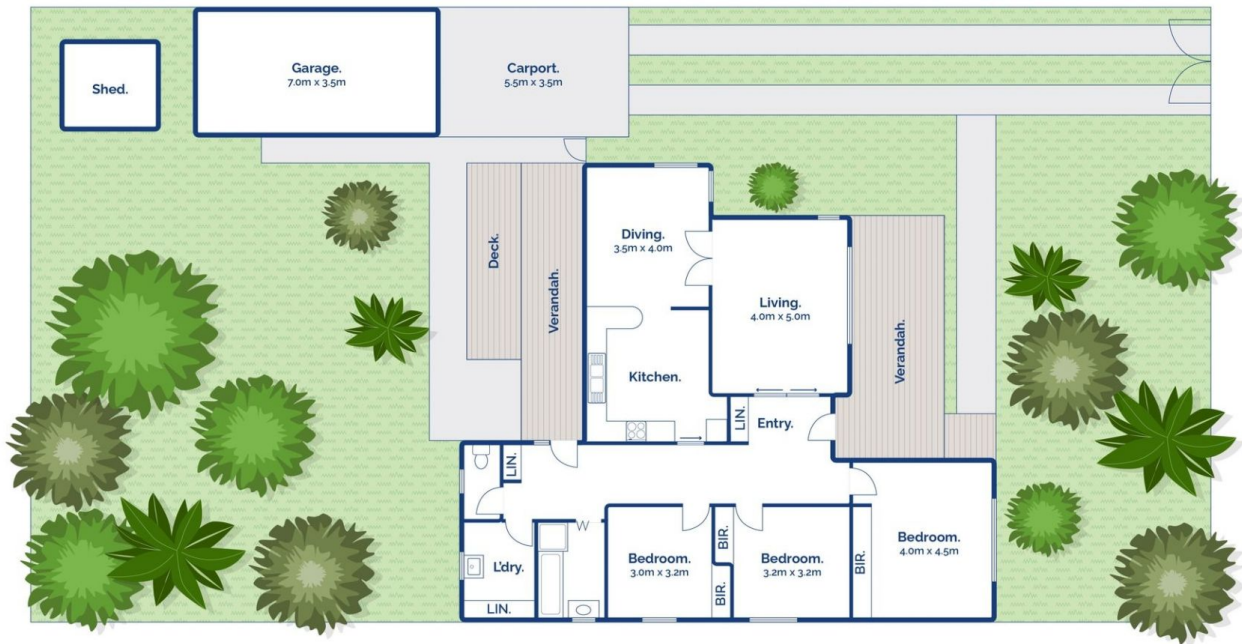 Shed.
Garage.
7.0m x 3.5m
Carport.
5.5m x 3.5m
Deck.
Verandah.
Diving.
3.5m x 4.0m
Living.
4.0m x 5.0m
Verandah.
Kitchen.
LIN.
Entry.
LIN.
L'dry.
LIN.
W
Bedroom.
3.0m x 3.2m
BIR.
BIR.
Bedroom.
3.2m x 3.2m
BIR.
Bedroom.
4.0m x 4.5m